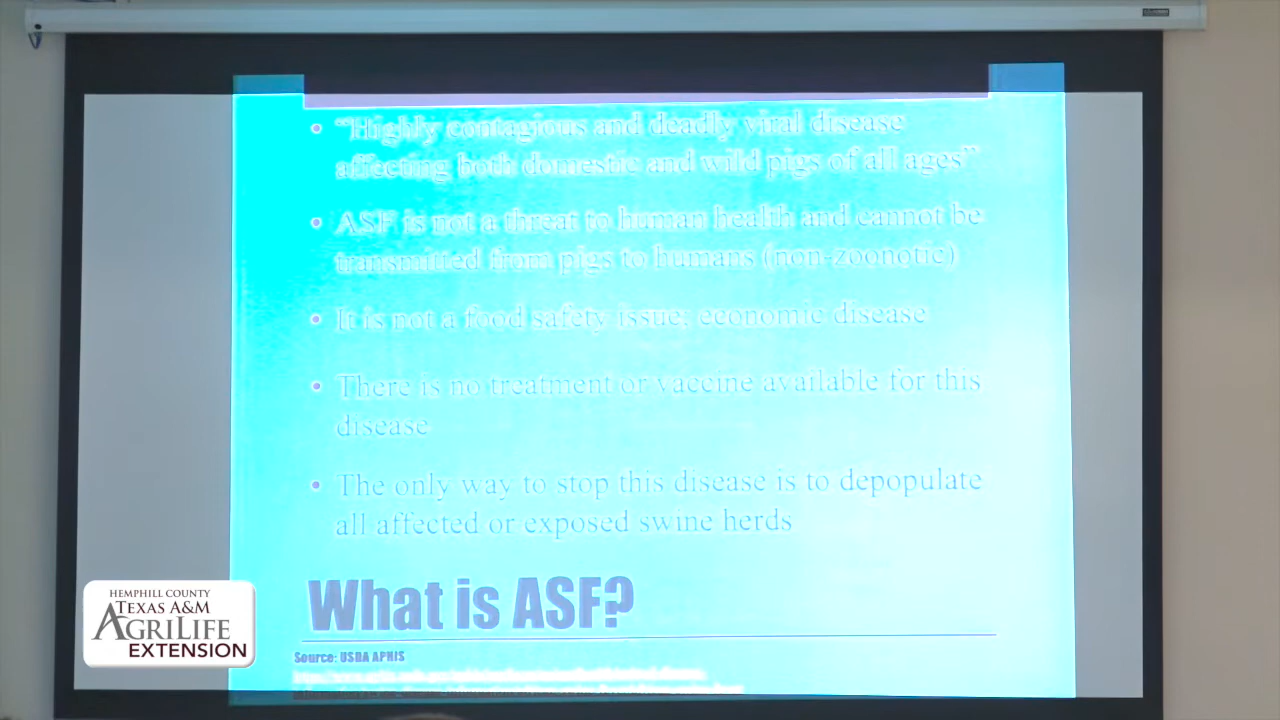 • “Highly contagious and deadly viral disease
affecting both domestic and wild pigs of all ages”
• ASF is not a threat to human health and cannot be
transmitted from pigs to humans (non-zoonotic)
• It is not a food safety issue; economic disease
• There is no treatment or vaccine available for this
disease
• The only way to stop this disease is to depopulate
all affected or exposed swine herds
What is ASF?
Source: USDA APHIS
HEMPHILL COUNTY
TEXAS A&M
AGRILIFE
EXTENSION